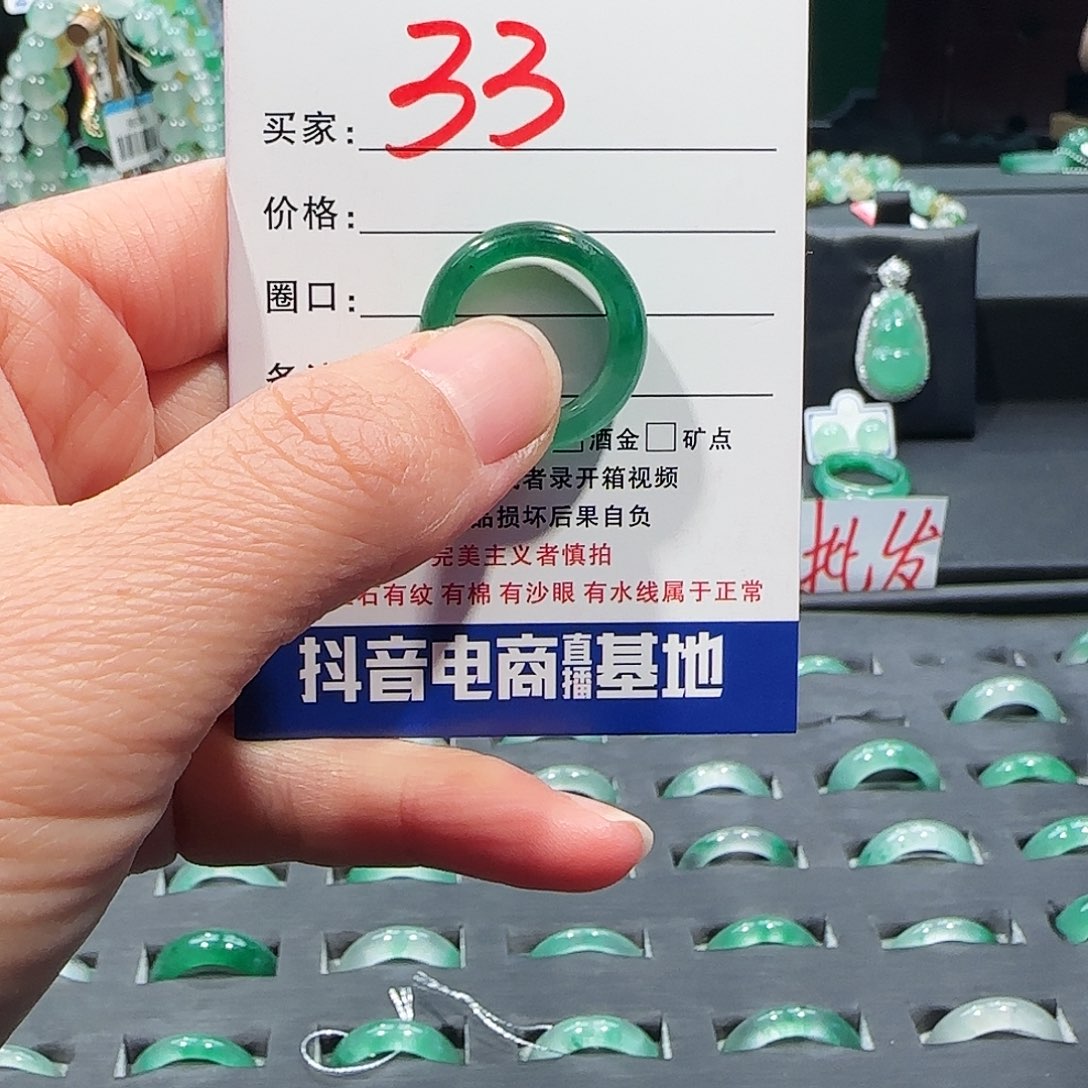 买家: 33
价格:
圈口:
酒金 矿点
者录开箱视频
品损坏后果自负
完美主义者慎拍
石有纹 有棉 有沙眼 有水线属于正常
抖音电商直播基地
批发